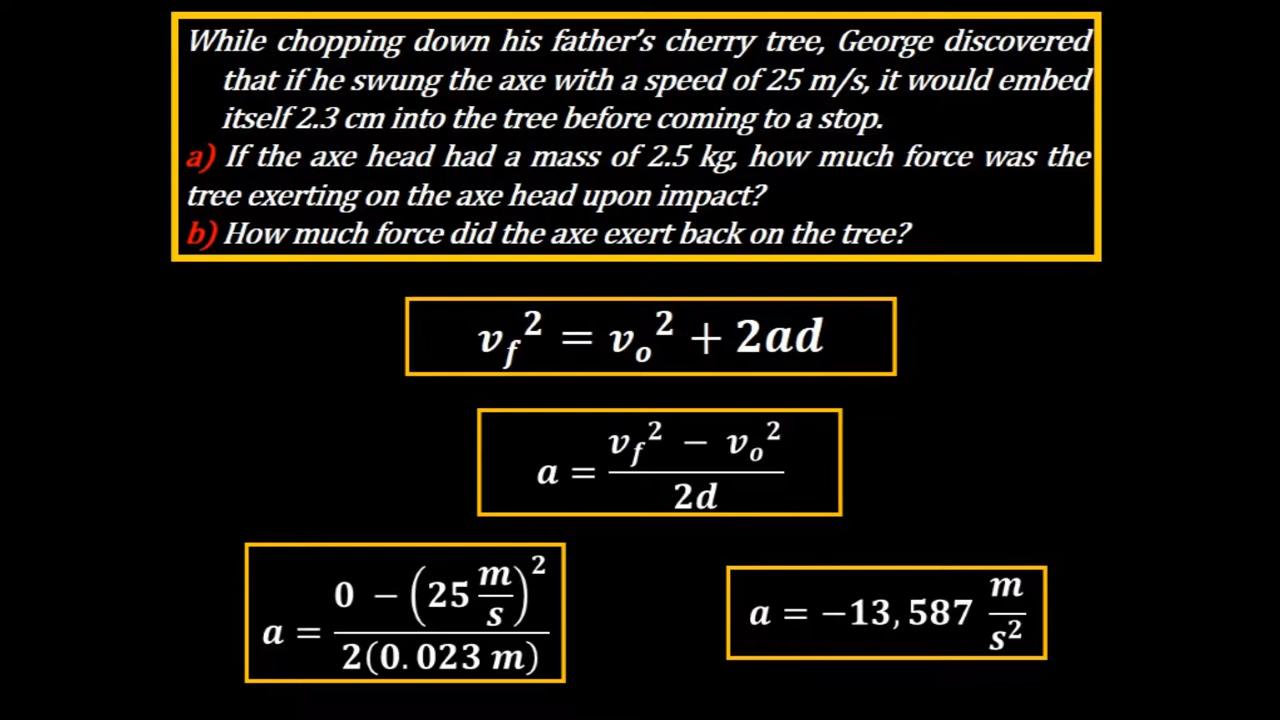 While chopping down his father's cherry tree, George discovered
that if he swung the axe with a speed of 25 m/s, it would embed
itself 2.3 cm into the tree before coming to a stop.
a) If the axe head had a mass of 2.5 kg, how much force was the
tree exerting on the axe head upon impact?
b) How much force did the axe exert back on the tree?
v_f² = v_o² + 2ad
a = (v_f² − v_o²) / 2d
a = (0 − (25 m/s)²) / 2(0.023 m)
a = −13,587 m/s²